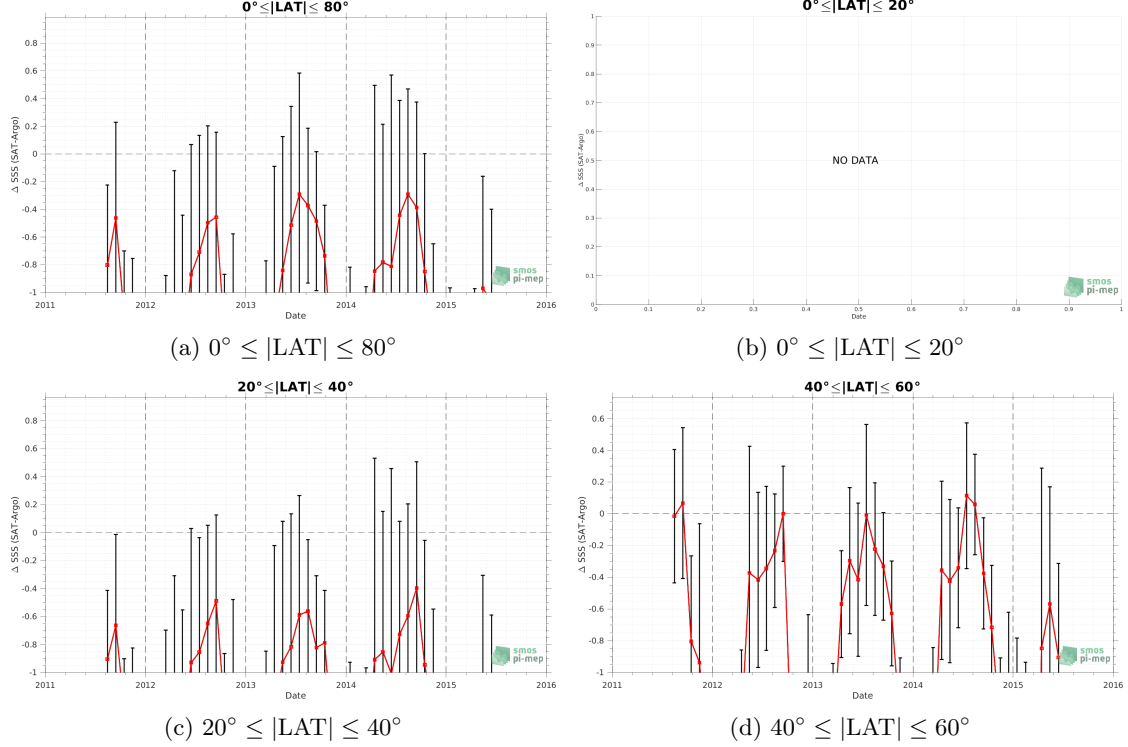 0°≤|LAT|≤ 80°
Δ SSS (SAT-Argo)
0.8
0.6
0.4
0.2
0
-0.2
-0.4
-0.6
-0.8
-1
smos
pi-mep
2011 2012 2013 2014 2015 2016
Date
(a) 0° ≤ |LAT| ≤ 80°
0°≤|LAT|≤ 20°
Δ SSS (SAT-Argo)
1
0.9
0.8
0.7
0.6
0.5
0.4
0.3
0.2
0.1
0
NO DATA
smos
pi-mep
0 0.1 0.2 0.3 0.4 0.5 0.6 0.7 0.8 0.9 1
Date
(b) 0° ≤ |LAT| ≤ 20°
20°≤|LAT|≤ 40°
Δ SSS (SAT-Argo)
0.8
0.6
0.4
0.2
0
-0.2
-0.4
-0.6
-0.8
-1
smos
pi-mep
2011 2012 2013 2014 2015 2016
Date
(c) 20° ≤ |LAT| ≤ 40°
40°≤|LAT|≤ 60°
Δ SSS (SAT-Argo)
0.6
0.4
0.2
0
-0.2
-0.4
-0.6
-0.8
-1
smos
pi-mep
2011 2012 2013 2014 2015 2016
Date
(d) 40° ≤ |LAT| ≤ 60°